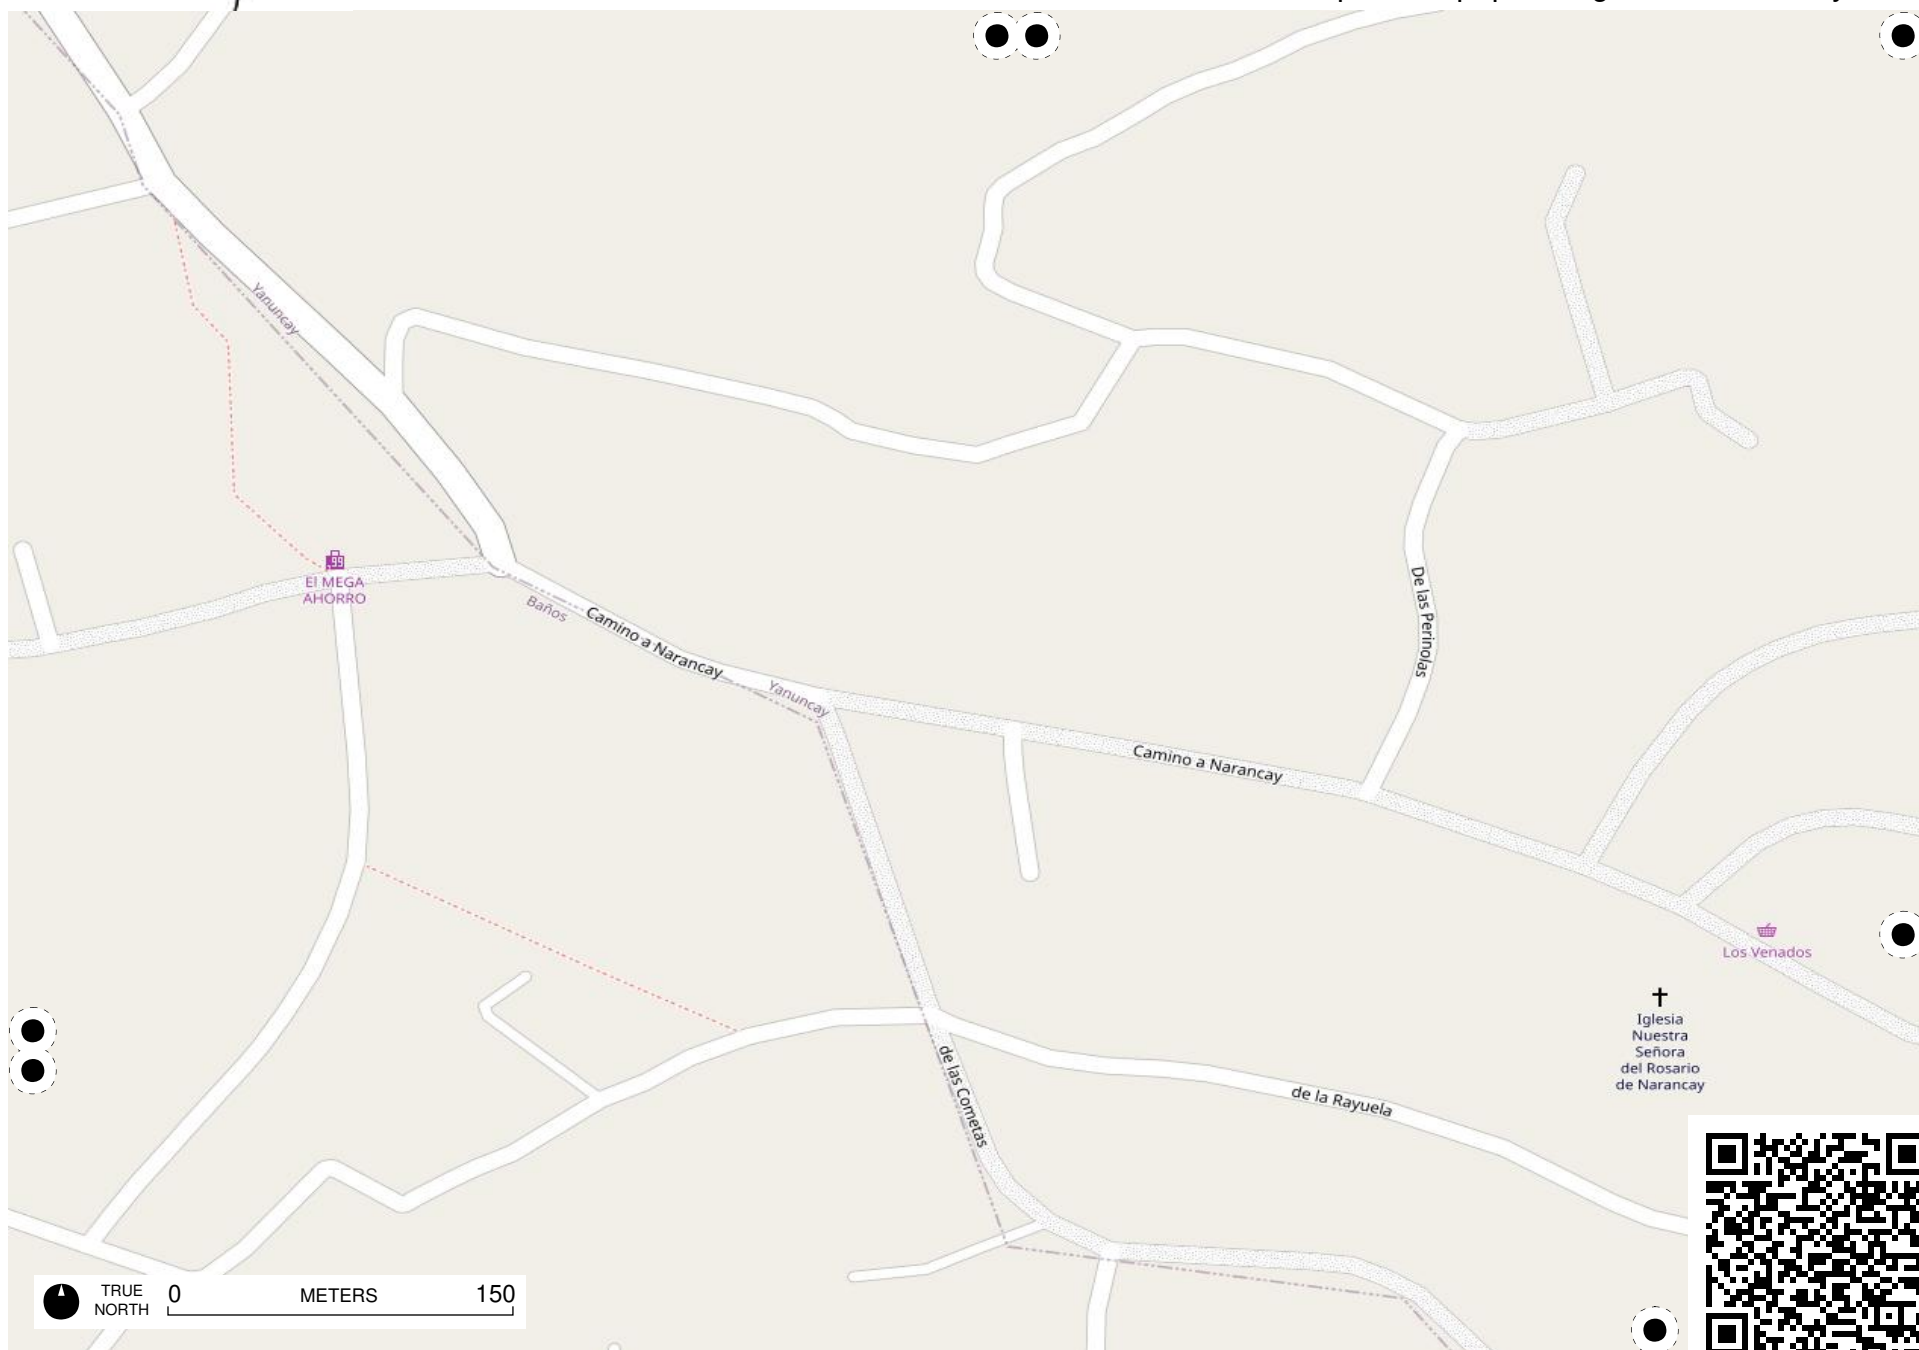 Yanuncay
El MEGA
AHORRO
Baños
Camino a Narancay
Yanuncay
De las Perinolas
Camino a Narancay
Los Venados
Iglesia
Nuestra
Señora
del Rosario
de Narancay
de las Cometas
de la Rayuela
TRUE
NORTH
0 METERS 150